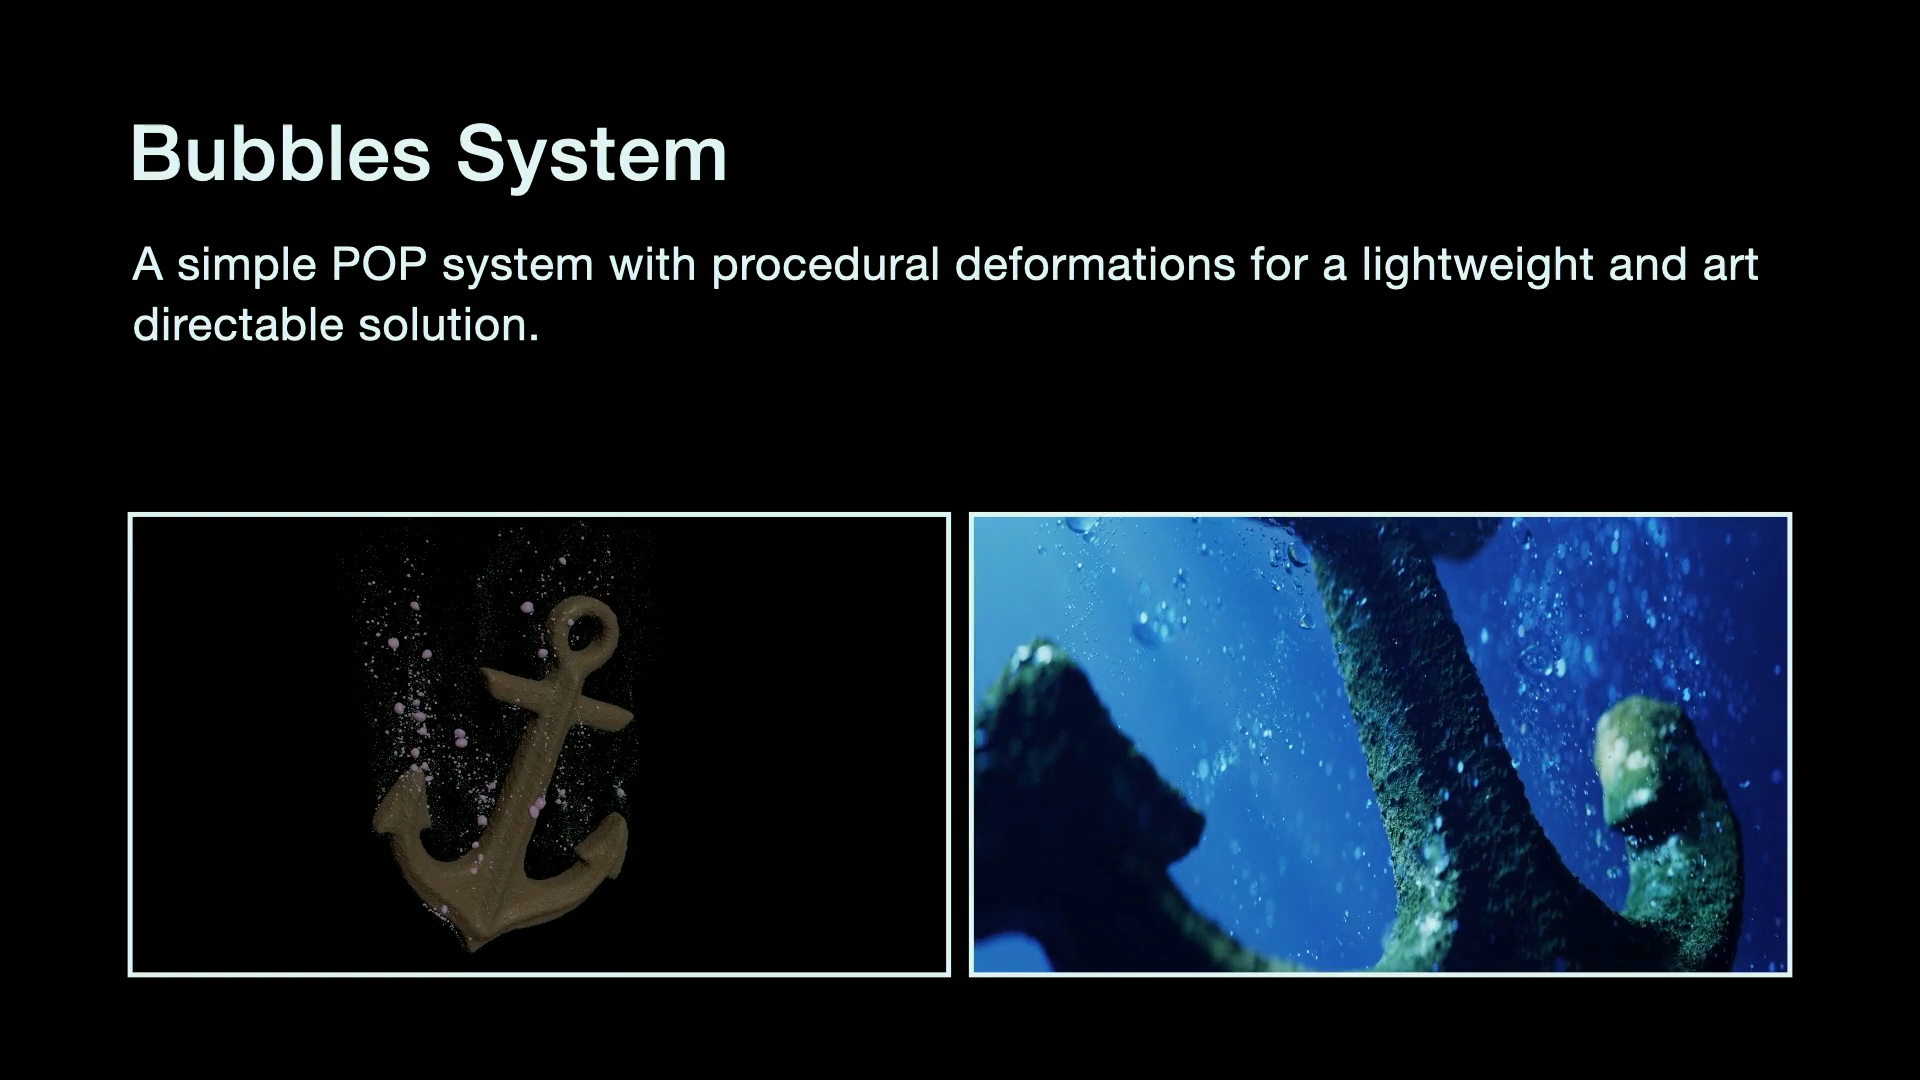 Bubbles System
A simple POP system with procedural deformations for a lightweight and art
directable solution.